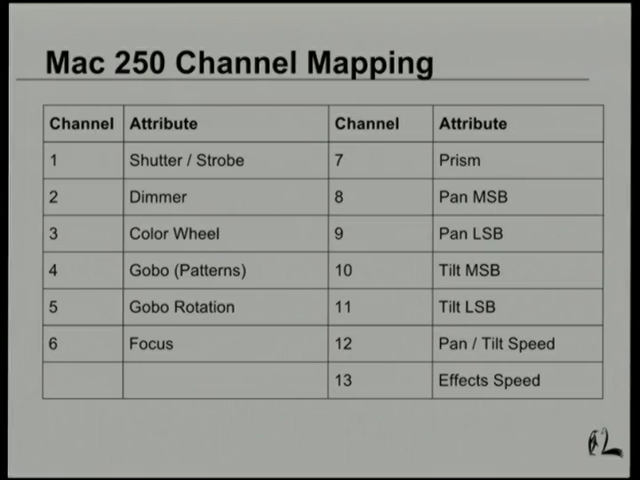 Mac 250 Channel Mapping
Channel Attribute Channel Attribute
1 Shutter / Strobe 7 Prism
2 Dimmer 8 Pan MSB
3 Color Wheel 9 Pan LSB
4 Gobo (Patterns) 10 Tilt MSB
5 Gobo Rotation 11 Tilt LSB
6 Focus 12 Pan / Tilt Speed
13 Effects Speed